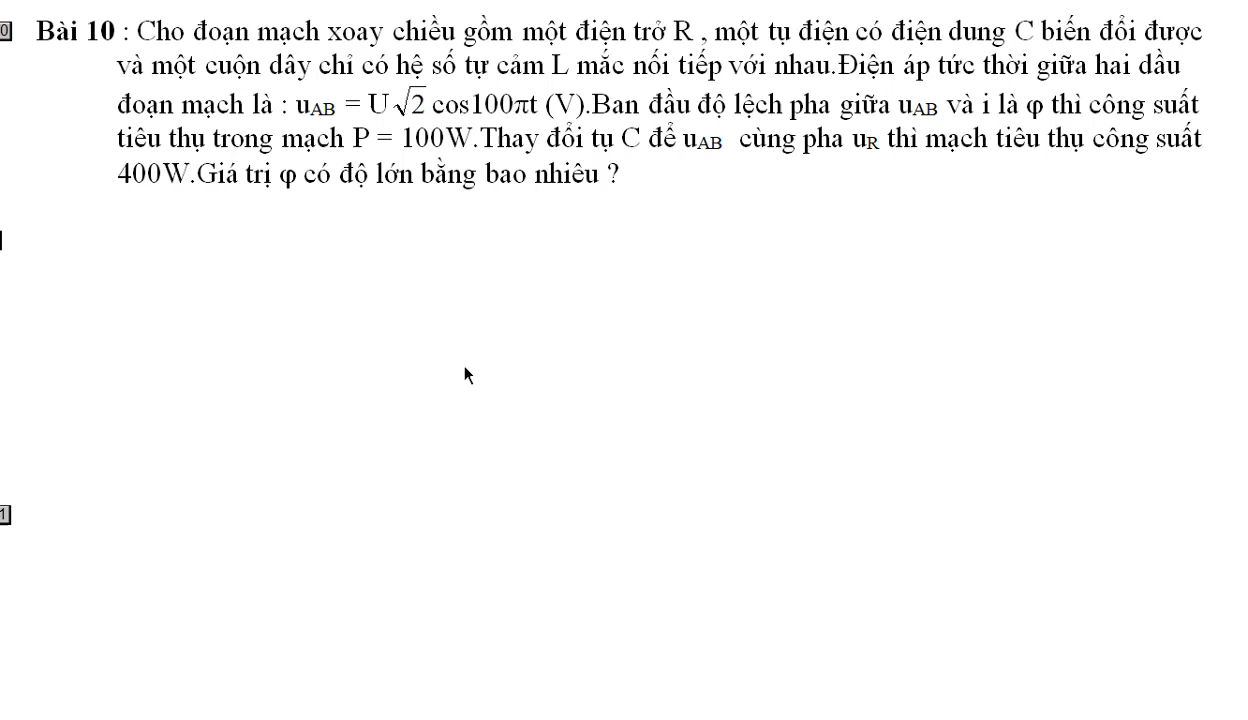 0
Bài 10 : Cho đoạn mạch xoay chiều gồm một điện trở R , một tụ điện có điện dung C biến đổi được
và một cuộn dây chỉ có hệ số tự cảm L mắc nối tiếp với nhau.Điện áp tức thời giữa hai dầu
đoạn mạch là : uAB = U√2 cos100πt (V).Ban đầu độ lệch pha giữa uAB và i là φ thì công suất
tiêu thụ trong mạch P = 100W.Thay đổi tụ C để uAB cùng pha uR thì mạch tiêu thụ công suất
400W.Giá trị φ có độ lớn bằng bao nhiêu ?
1